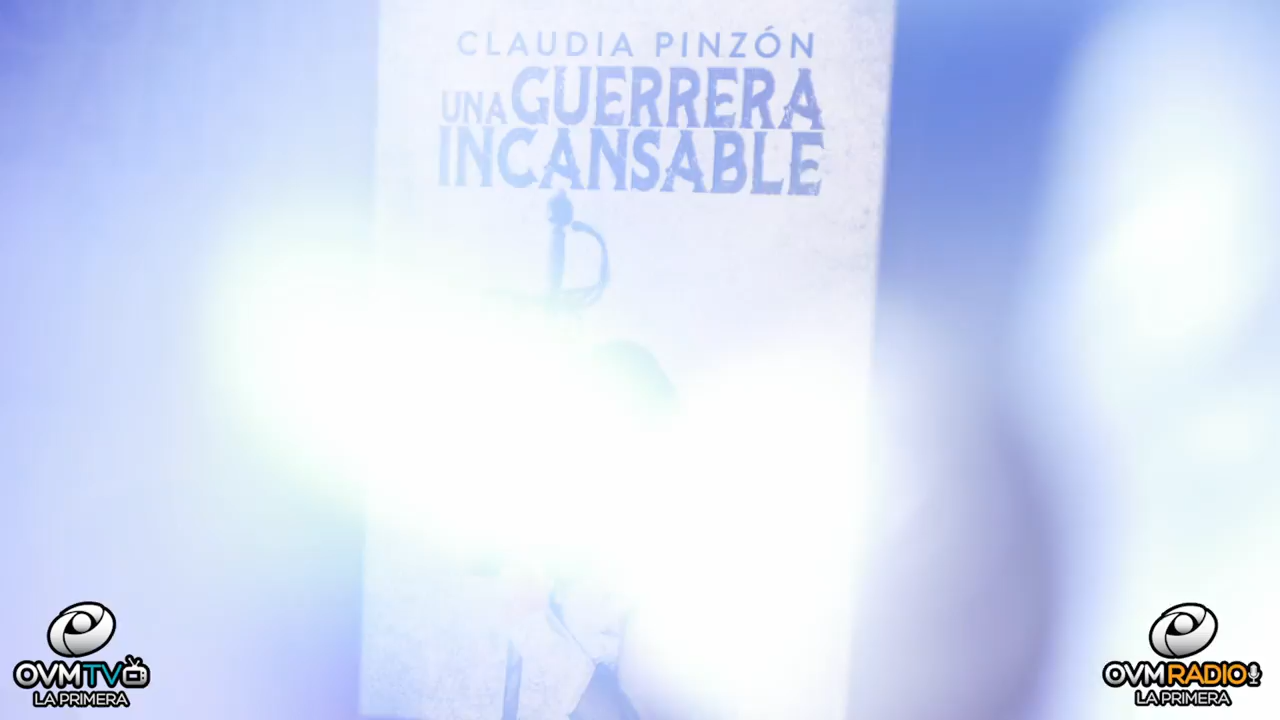 CLAUDIA PINZÓN
UNA GUERRERA
INCANSABLE
OVMTV
LA PRIMERA
OVMRADIO
LA PRIMERA